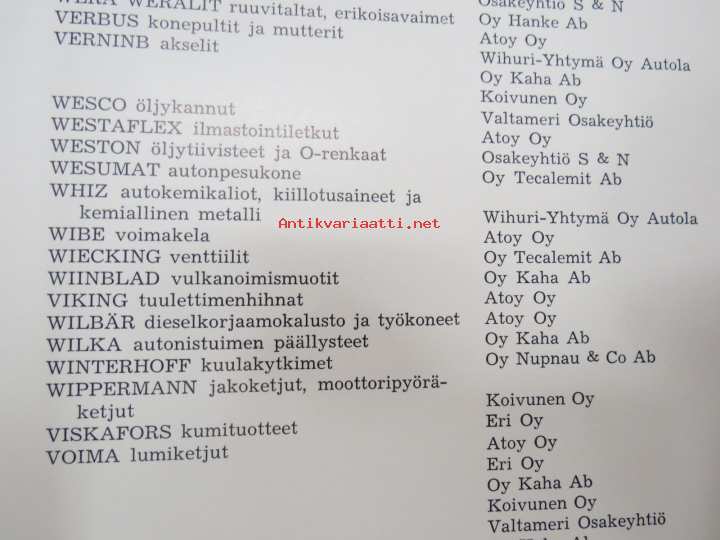 WERA WERALIT ruuvitaltat, erikoisavaimet
VERBUS konepultit ja mutterit
VERNINB akselit
WESCO öljykannut
WESTAFLEX ilmastointiletkut
WESTON öljytiivisteet ja O-renkaat
WESUMAT autonpesukone
WHIZ autokemikaliot, kiillotusaineet ja
kemiallinen metalli
WIBE voimakela
WIECKING venttiilit
WIINBLAD vulkanoimismuotit
VIKING tuulettimenhihnat
WILBÄR dieselkorjaamokalusto ja työkoneet
WILKA autonistuimen päällysteet
WINTERHOFF kuulakytkimet
WIPPERMANN jakoketjut, moottoripyörä-
ketjut
VISKAFORS kumituotteet
VOIMA lumiketjut
Osakeyhtiö S & N
Oy Hanke Ab
Atoy Oy
Wihuri-Yhtymä Oy Autola
Oy Kaha Ab
Koivunen Oy
Valtameri Osakeyhtiö
Atoy Oy
Osakeyhtiö S & N
Oy Tecalemit Ab
Wihuri-Yhtymä Oy Autola
Atoy Oy
Oy Tecalemit Ab
Oy Kaha Ab
Atoy Oy
Atoy Oy
Oy Kaha Ab
Oy Nupnau & Co Ab
Koivunen Oy
Eri Oy
Atoy Oy
Eri Oy
Oy Kaha Ab
Koivunen Oy
Valtameri Osakeyhtiö
Antikvariaatti.net